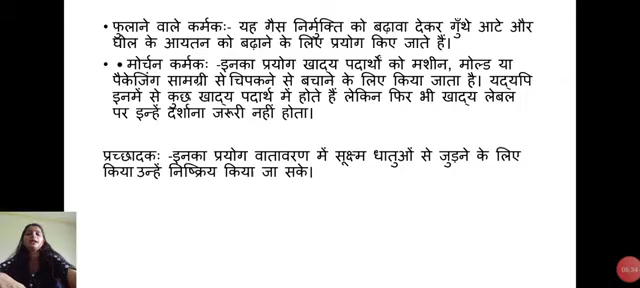 • फुलाने वाले कर्मकः- यह गैस निर्मुक्ति को बढ़ावा देकर गुँथे आटे और
घील के आयतन को बढ़ाने के लिए प्रयोग किए जाते हैं।
• • मोर्चन कर्मकः -इनका प्रयोग खाद्य पदार्थों को मशीन, मोल्ड या
पैकेजिंग सामग्री से चिपकने से बचाने के लिए किया जाता है। यद्यपि
इनमें से कुछ खाद्य पदार्थ में होते हैं लेकिन फिर भी खाद्य लेबल
पर इन्हें दर्शाना जरूरी नहीं होता।
प्रच्छादकः -इनका प्रयोग वातावरण में सूक्ष्म धातुओं से जुड़ने के लिए
किया उन्हें निष्क्रिय किया जा सके।